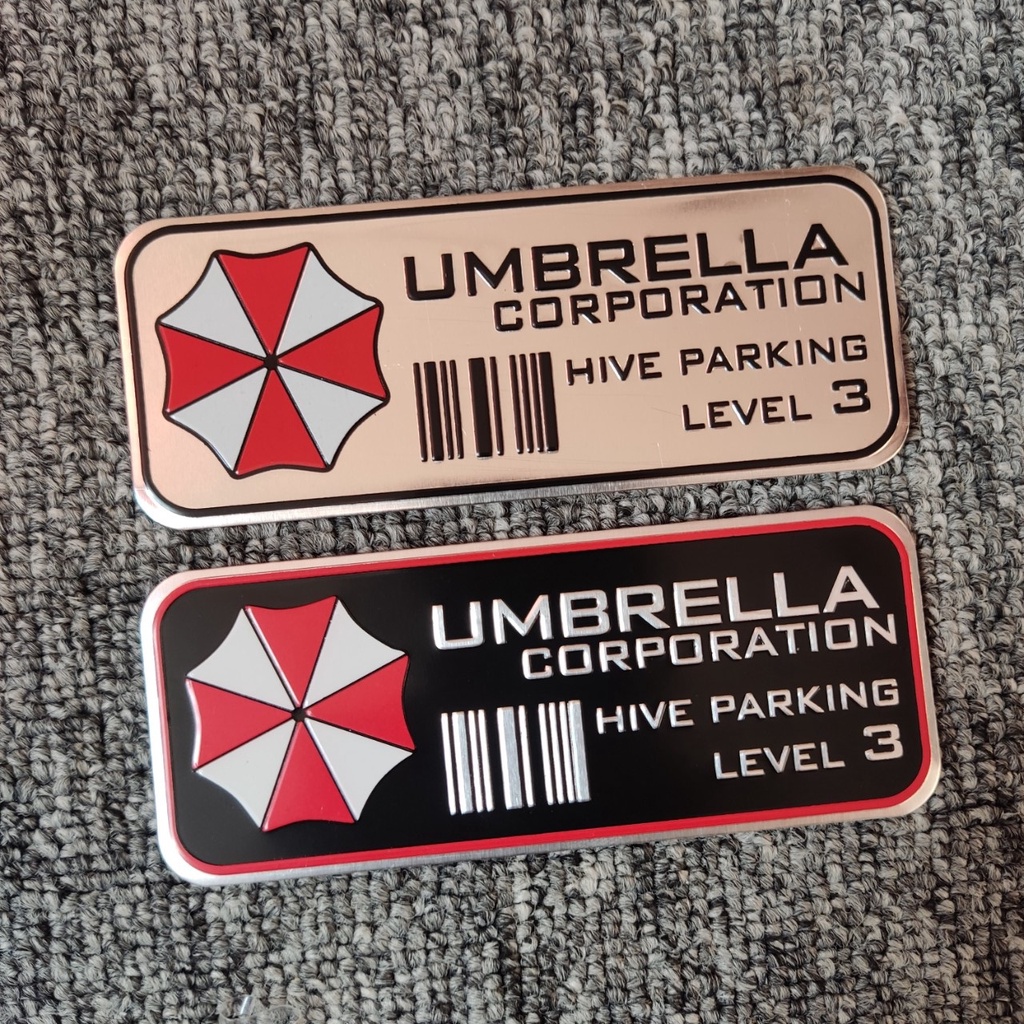 UMBRELLA
CORPORATION
HIVE PARKING
LEVEL 3
UMBRELLA
CORPORATION
HIVE PARKING
LEVEL 3